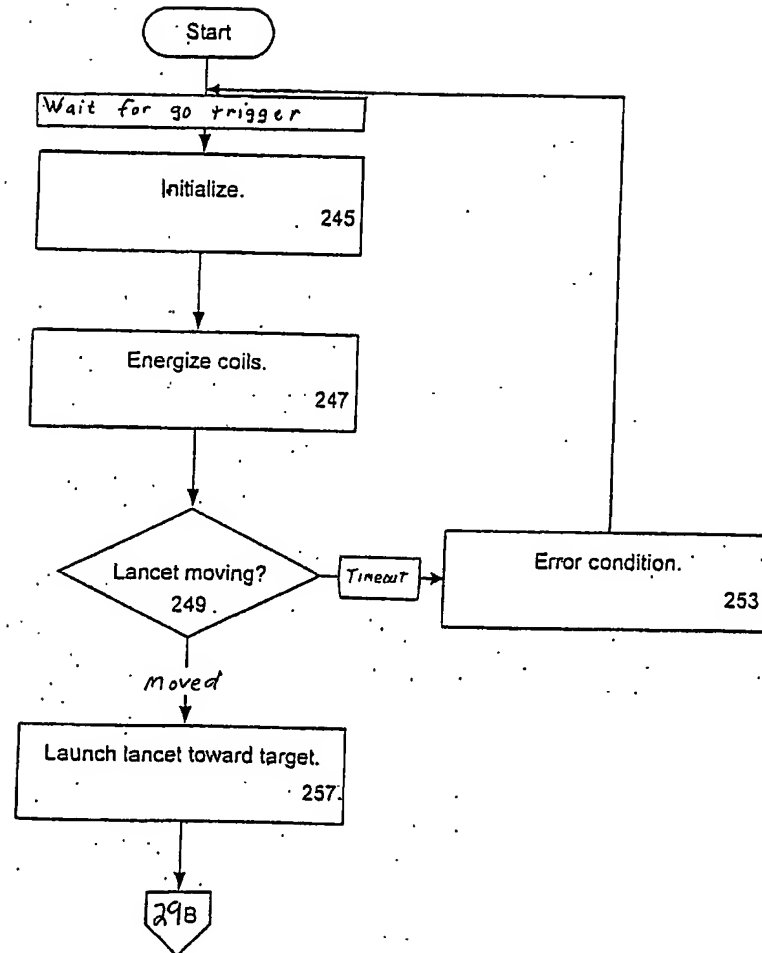 Start
Wait for go trigger
Initialize.
245
Energize coils.
247
Lancet moving?
249
Timeout
Error condition.
253
Moved
Launch lancet toward target.
257
29B